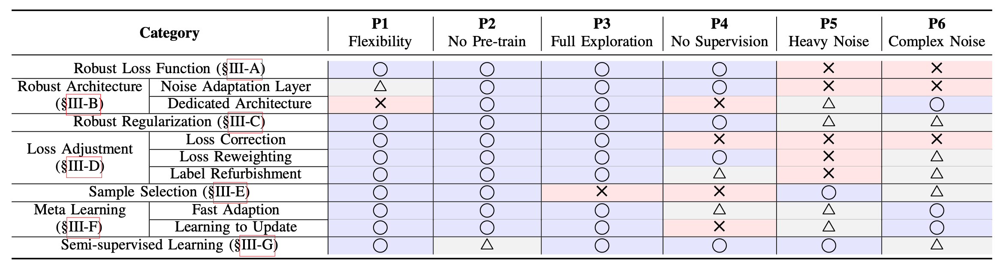 Category P1 P2 P3 P4 P5 P6
Flexibility No Pre-train Full Exploration No Supervision Heavy Noise Complex Noise
Robust Loss Function (§III-A) ○ ○ ○ ○ × ×
Robust Architecture (§III-B) Noise Adaptation Layer △ ○ ○ ○ × ×
Dedicated Architecture × ○ ○ × △ ○
Robust Regularization (§III-C) ○ ○ ○ ○ △ △
Loss Adjustment (§III-D) Loss Correction ○ ○ ○ × × ×
Loss Reweighting ○ ○ ○ ○ × △
Label Refurbishment ○ ○ ○ △ × △
Sample Selection (§III-E) ○ ○ × × ○ △
Meta Learning (§III-F) Fast Adaption ○ ○ ○ △ △ ○
Learning to Update ○ ○ ○ × △ ○
Semi-supervised Learning (§III-G) ○ △ ○ ○ ○ △